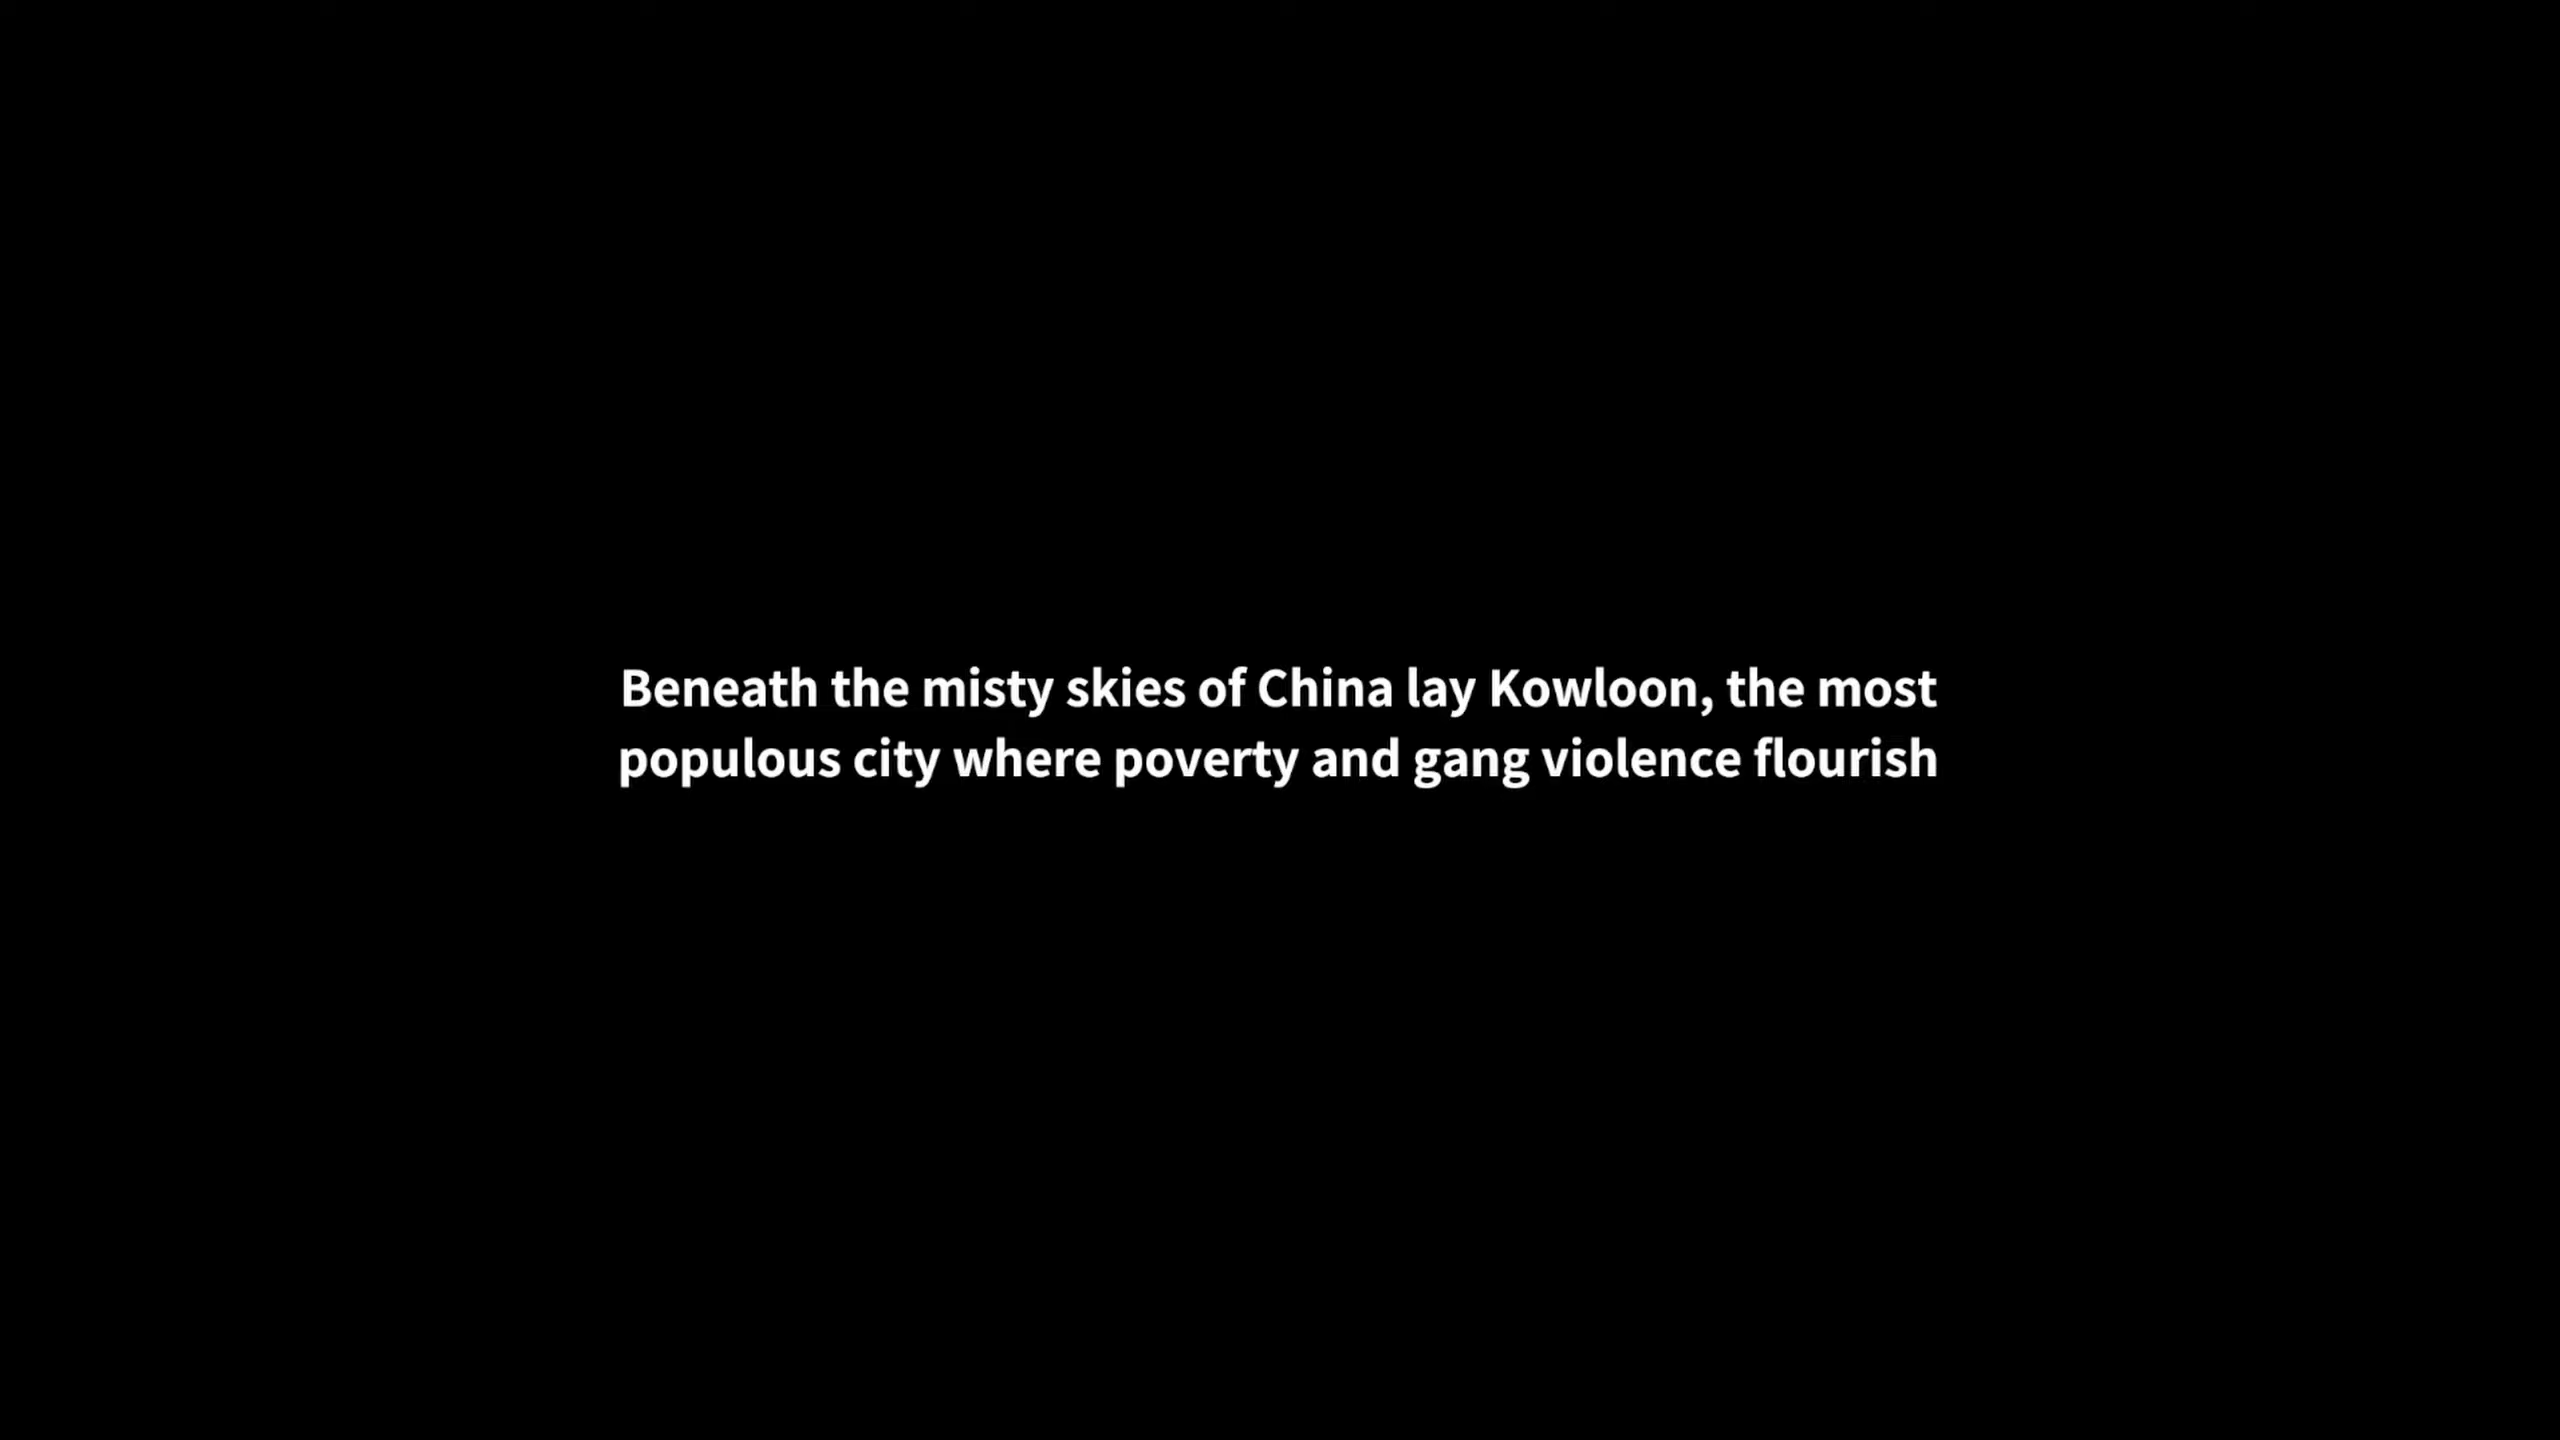 Beneath the misty skies of China lay Kowloon, the most
populous city where poverty and gang violence flourish